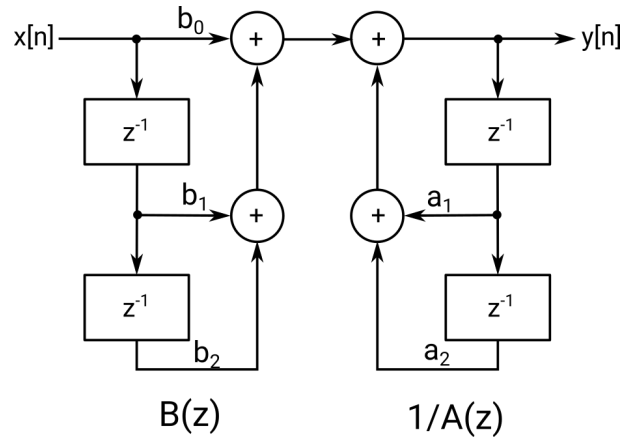 x[n] b₀ + + y[n]
z⁻¹ z⁻¹
b₁ + + a₁
z⁻¹ z⁻¹
b₂ a₂
B(z) 1/A(z)